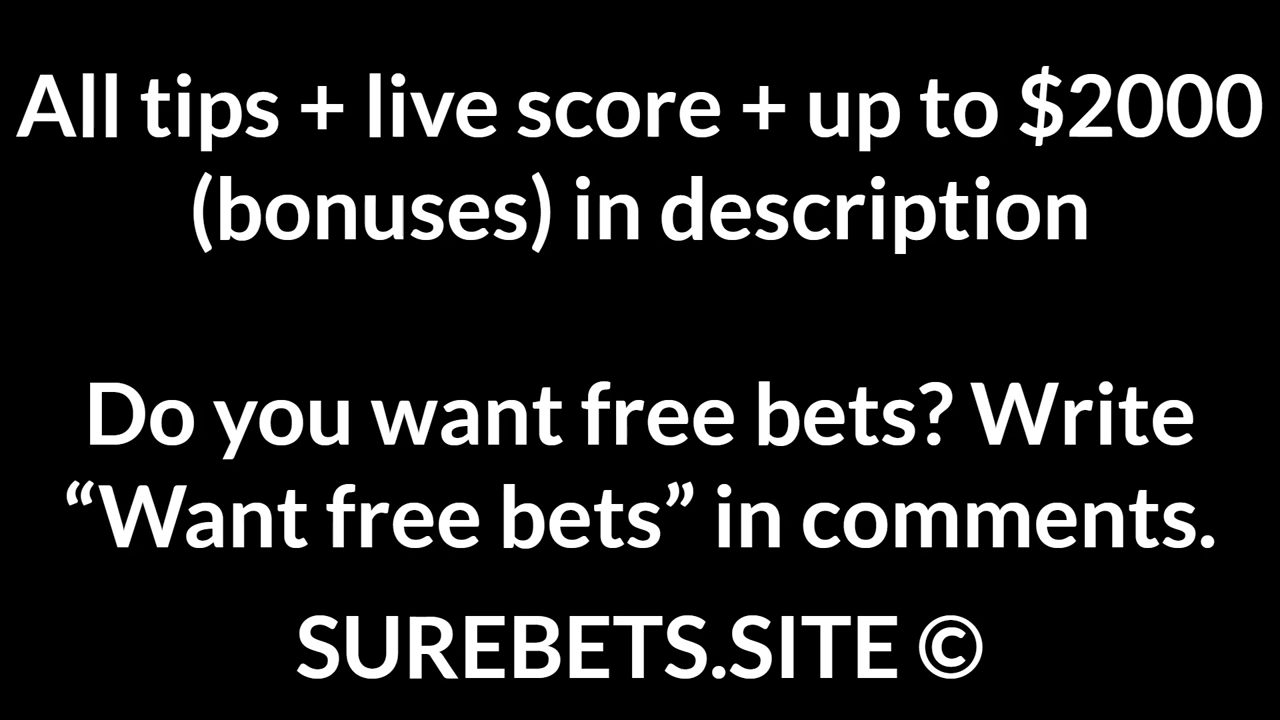 All tips + live score + up to $2000
(bonuses) in description
Do you want free bets? Write
“Want free bets” in comments.
SUREBETS.SITE ©